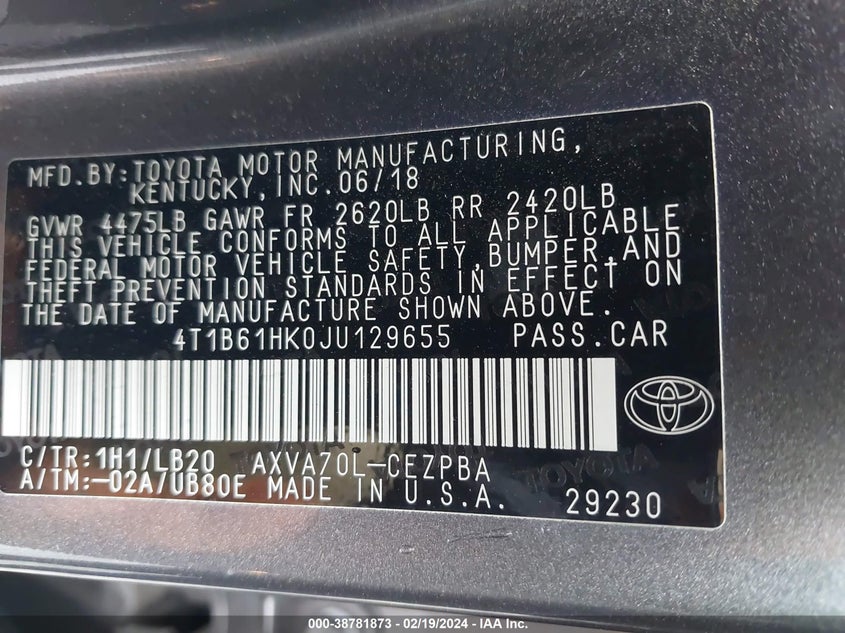 MFD.BY:TOYOTA MOTOR MANUFACTURING,
KENTUCKY,INC.06/18
GVWR 4475LB GAWR FR 2620LB RR 2420LB
THIS VEHICLE CONFORMS TO ALL APPLICABLE
FEDERAL MOTOR VEHICLE SAFETY,BUMPER,AND
THEFT PREVENTION STANDARDS IN EFFECT ON
THE DATE OF MANUFACTURE SHOWN ABOVE.
4T1B61HK0JU129655 PASS.CAR
C/TR:1H1/LB20 AXVA70L-CEZPBA
A/TM:-02A/UB80E MADE IN U.S.A. 29230
000-38781873 - 02/19/2024 - IAA Inc.